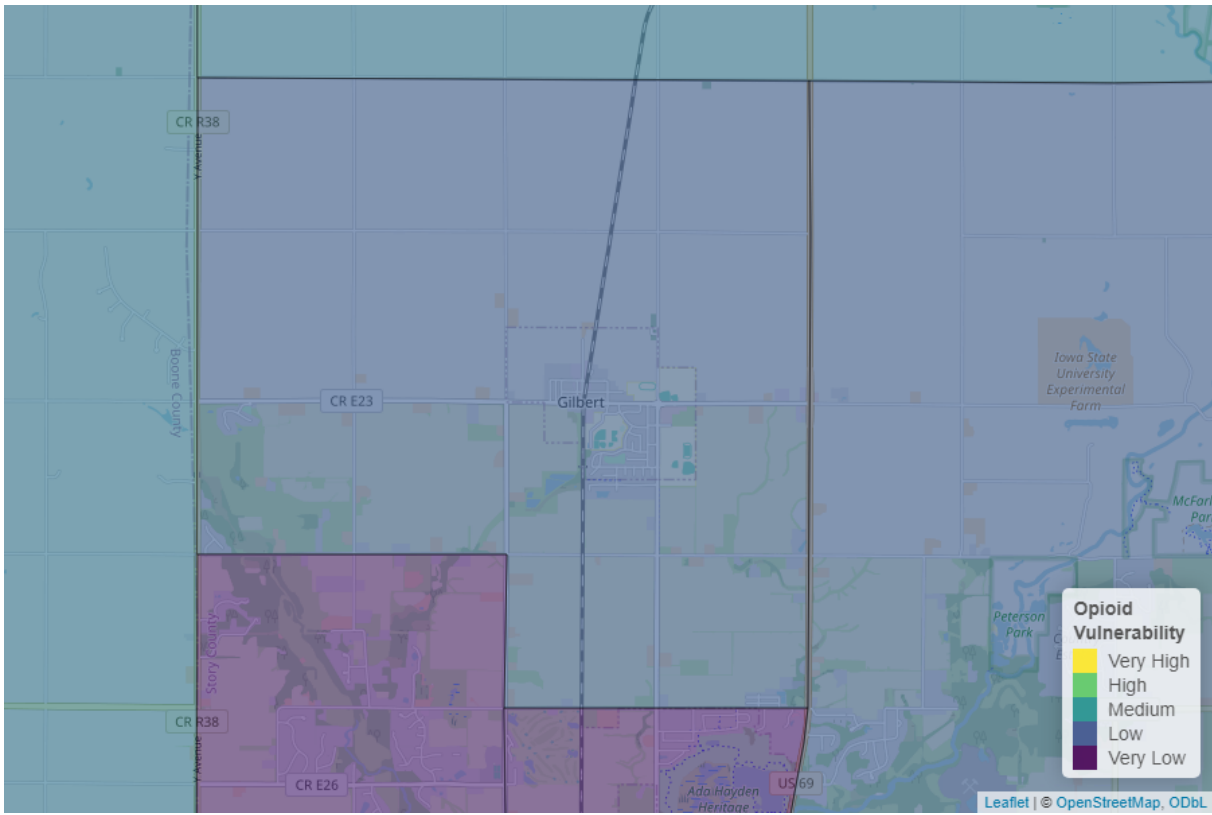 CR R38
Y Avenue
Boone County
CR E23
Gilbert
Iowa State
University
Experimental
Farm
McFar
Par
Peterson
Park
Story County
CR R38
Y Avenue
CR E26
Ada Hayden
Heritage
US 69
Opioid
Vulnerability
Very High
High
Medium
Low
Very Low
Leaflet | © OpenStreetMap, ODbL